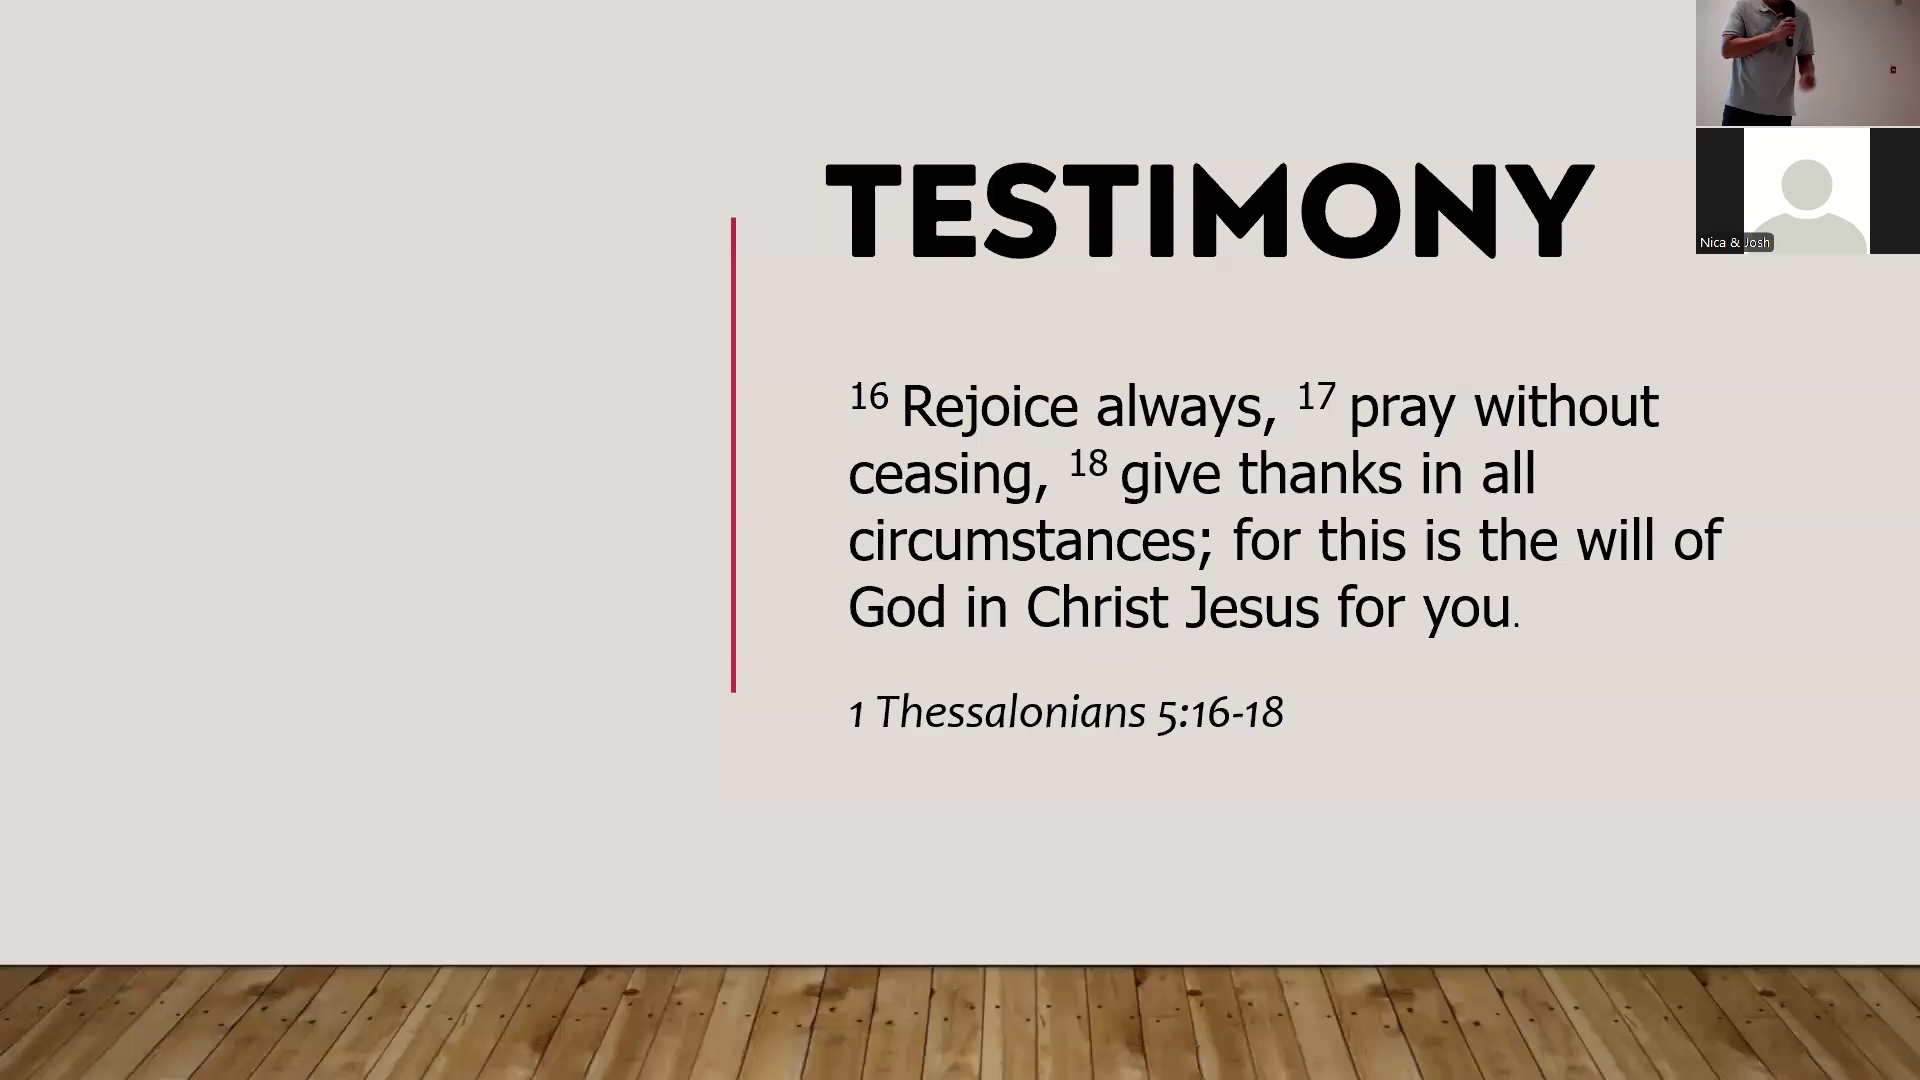 TESTIMONY
Nica & Josh
16 Rejoice always, 17 pray without
ceasing, 18 give thanks in all
circumstances; for this is the will of
God in Christ Jesus for you.
1 Thessalonians 5:16-18